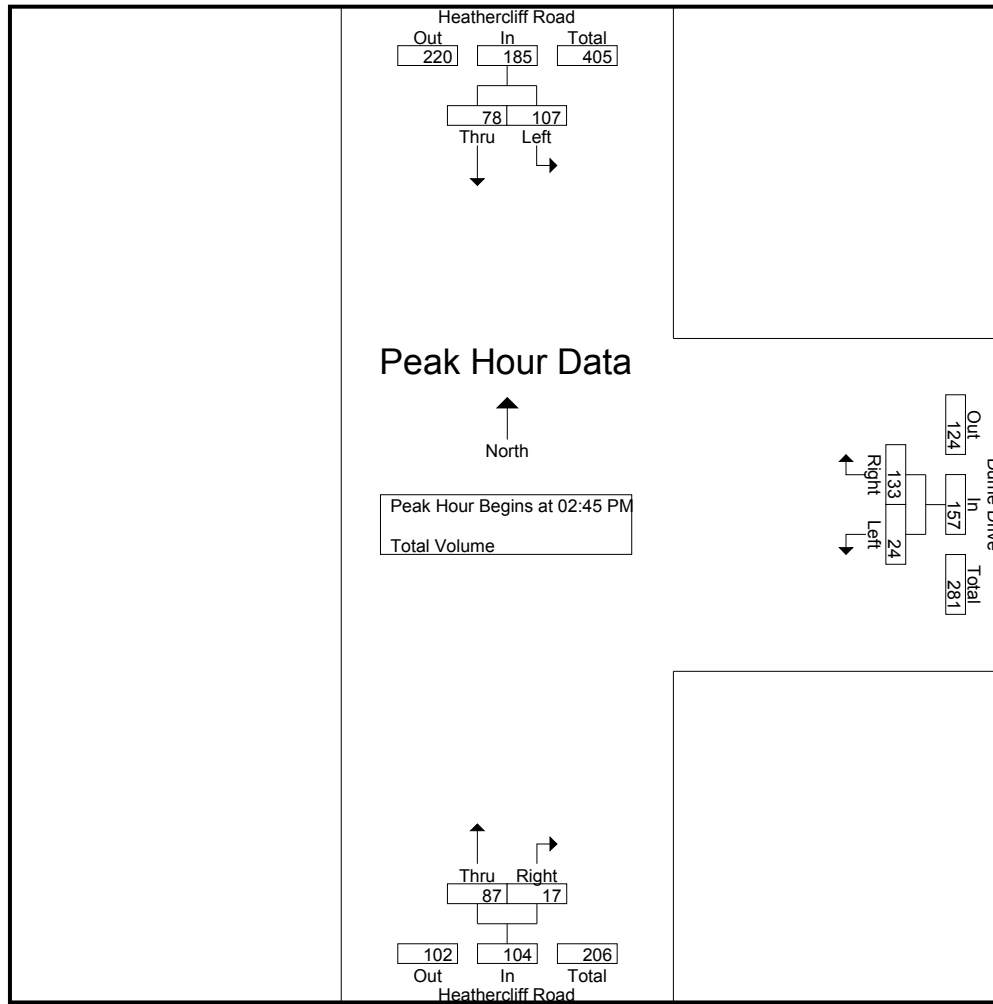 Heathercliff Road
Out In Total
220 185 405
78 107
Thru Left
Peak Hour Data
North
Peak Hour Begins at 02:45 PM
Total Volume
Drive
Out In Total
124 157 281
133 24
Right Left
Thru Right
87 17
102 104 206
Out In Total
Heathercliff Road